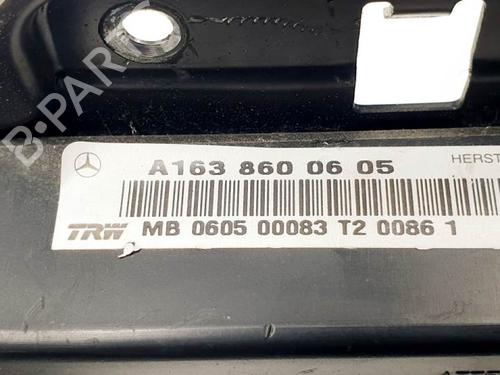 B-PARTS
A163 860 06 05
HERST
TRW MB 0605 00083 T2 0086 1